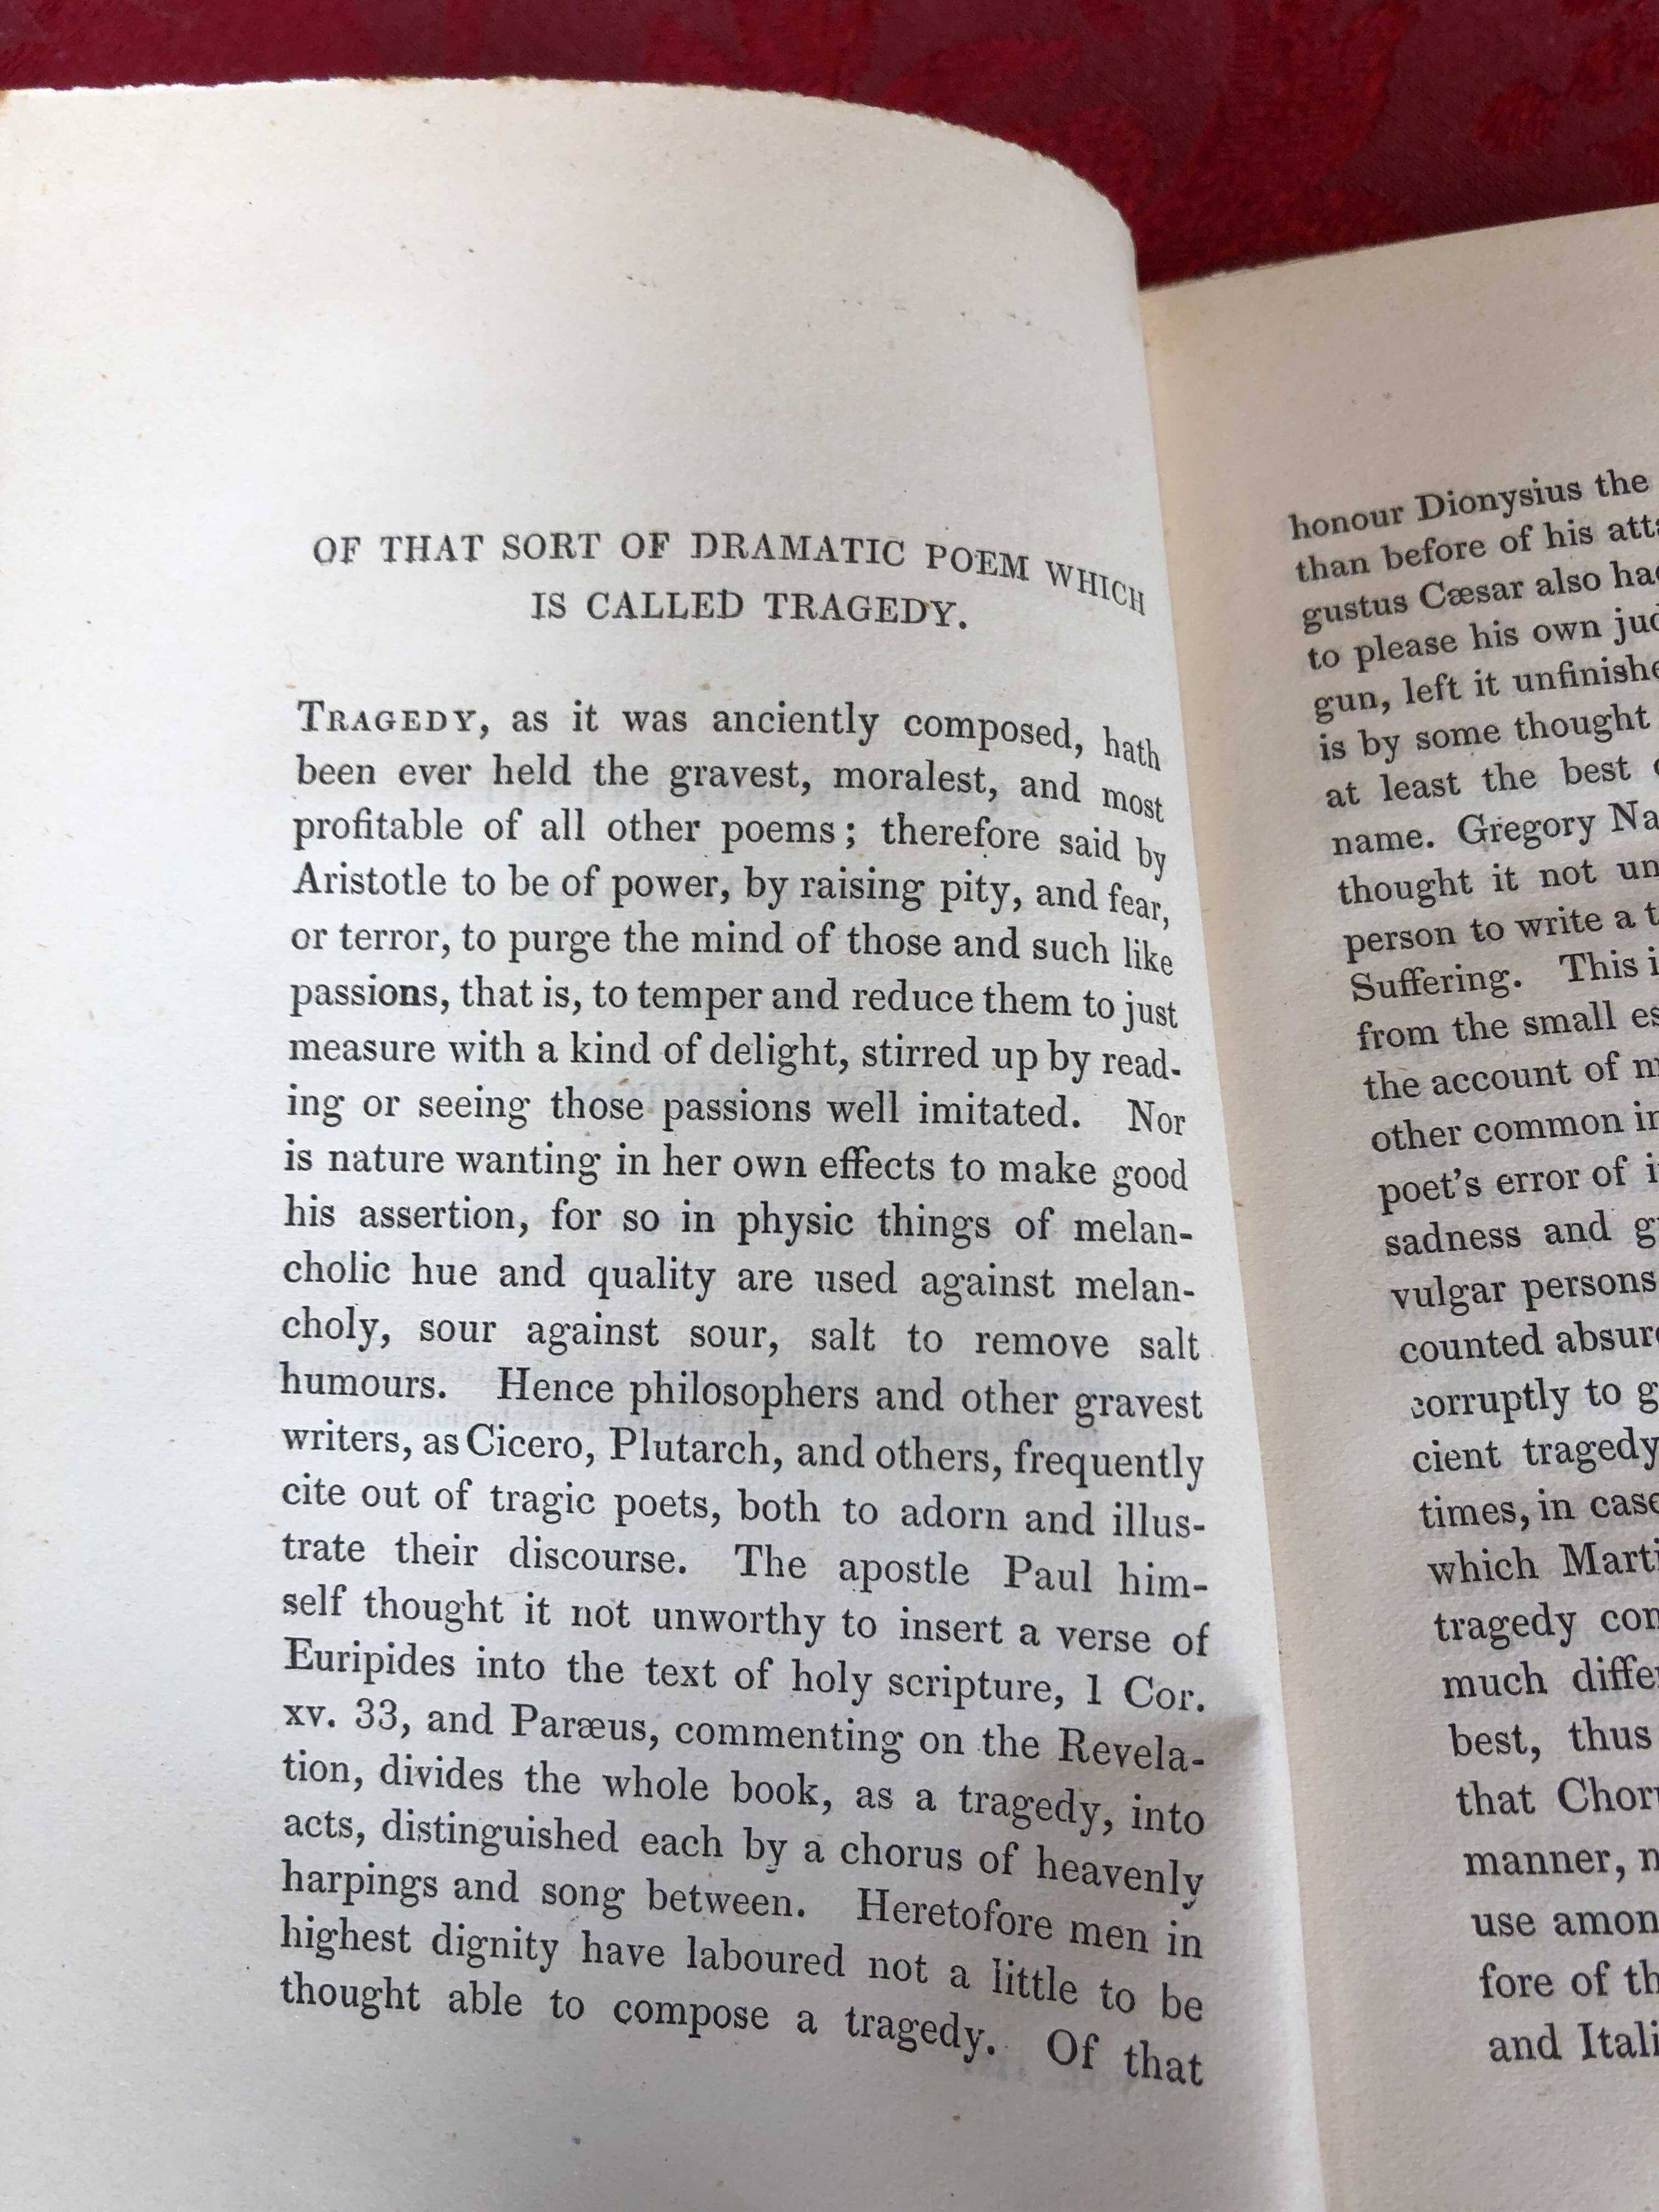 OF THAT SORT OF DRAMATIC POEM WHICH
IS CALLED TRAGEDY.
TRAGEDY, as it was anciently composed, hath
been ever held the gravest, moralest, and most
profitable of all other poems; therefore said by
Aristotle to be of power, by raising pity, and fear,
or terror, to purge the mind of those and such like
passions, that is, to temper and reduce them to just
measure with a kind of delight, stirred up by read-
ing or seeing those passions well imitated. Nor
is nature wanting in her own effects to make good
his assertion, for so in physic things of melan-
cholic hue and quality are used against melan-
choly, sour against sour, salt to remove salt
humours. Hence philosophers and other gravest
writers, as Cicero, Plutarch, and others, frequently
cite out of tragic poets, both to adorn and illus-
trate their discourse. The apostle Paul him-
self thought it not unworthy to insert a verse of
Euripides into the text of holy scripture, 1 Cor.
xv. 33, and Paræus, commenting on the Revela-
tion, divides the whole book, as a tragedy, into
acts, distinguished each by a chorus of heavenly
harpings and song between. Heretofore men in
highest dignity have laboured not a little to be
thought able to compose a tragedy. Of that
honour Dionysius the
than before of his
gustus Cæsar also
to please his own
gun, left it
is by some thought
at least the best
name. Gregory
thought it not
person to write a
Suffering. This
from the small
the account of
other common
poet's error of
sadness and
vulgar persons
counted
corruptly to
cient tragedy
times, in case
which
tragedy
much
best, thus
that
manner,
use
fore of
and